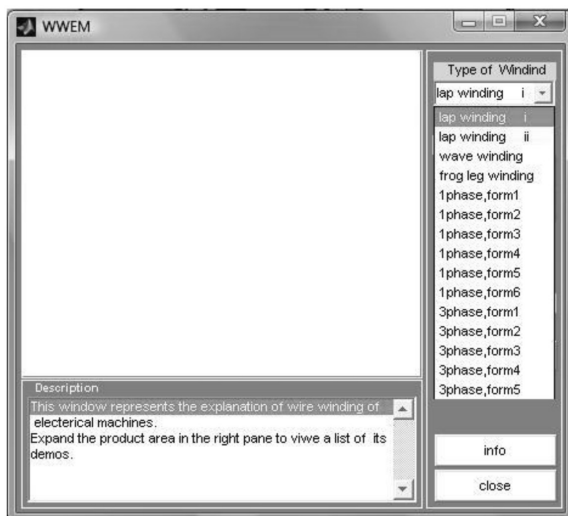 WWEM
Type of Windind
lap winding i
lap winding i
lap winding ii
wave winding
frog leg winding
1phase,form1
1phase,form2
1phase,form3
1phase,form4
1phase,form5
1phase,form6
3phase,form1
3phase,form2
3phase,form3
3phase,form4
3phase,form5
Description
This window represents the explanation of wire winding of
electerical machines.
Expand the product area in the right pane to viwe a list of its
demos.
info
close